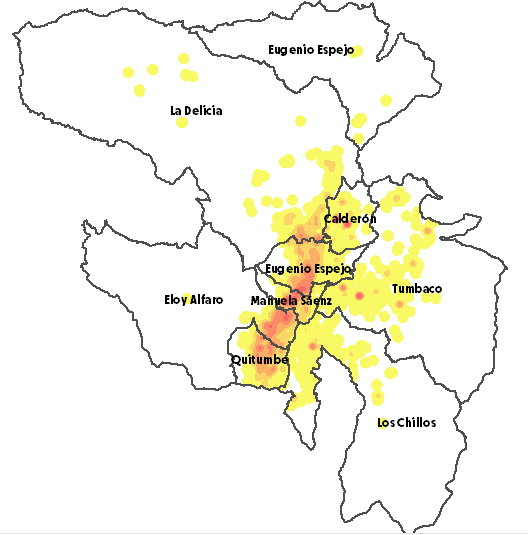 Eugenio Espejo
La Delicia
Calderón
Eugenio Espejo
Tumbaco
Eloy Alfaro
Manuela Sáenz
Quitumbe
Los Chillos